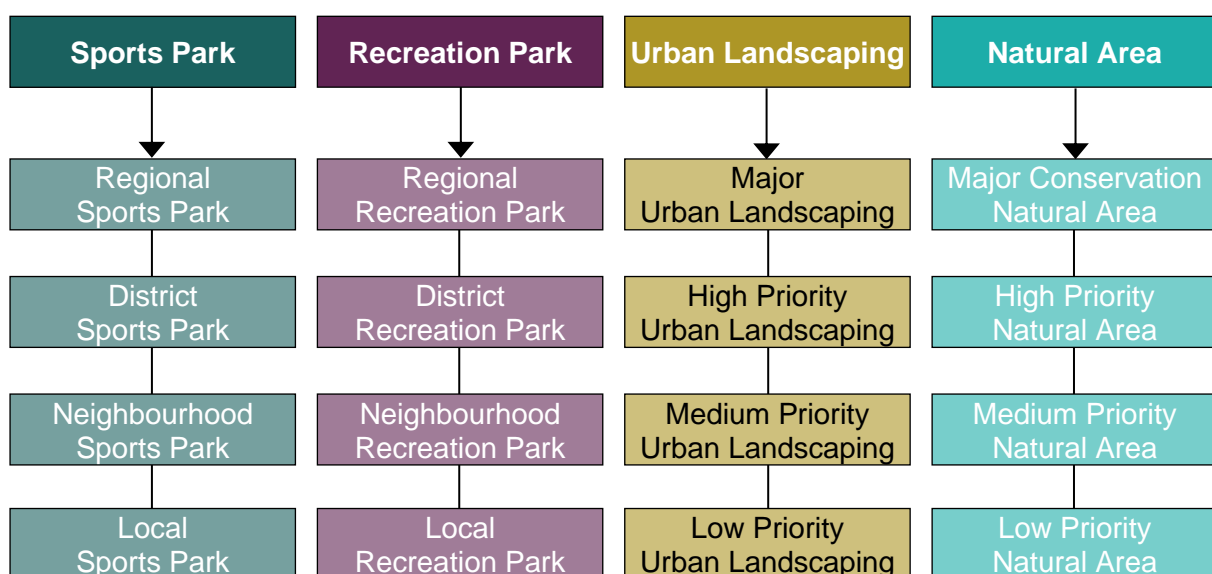 Sports Park
Recreation Park
Urban Landscaping
Natural Area
Regional
Sports Park
Regional
Recreation Park
Major
Urban Landscaping
Major Conservation
Natural Area
District
Sports Park
District
Recreation Park
High Priority
Urban Landscaping
High Priority
Natural Area
Neighbourhood
Sports Park
Neighbourhood
Recreation Park
Medium Priority
Urban Landscaping
Medium Priority
Natural Area
Local
Sports Park
Local
Recreation Park
Low Priority
Urban Landscaping
Low Priority
Natural Area